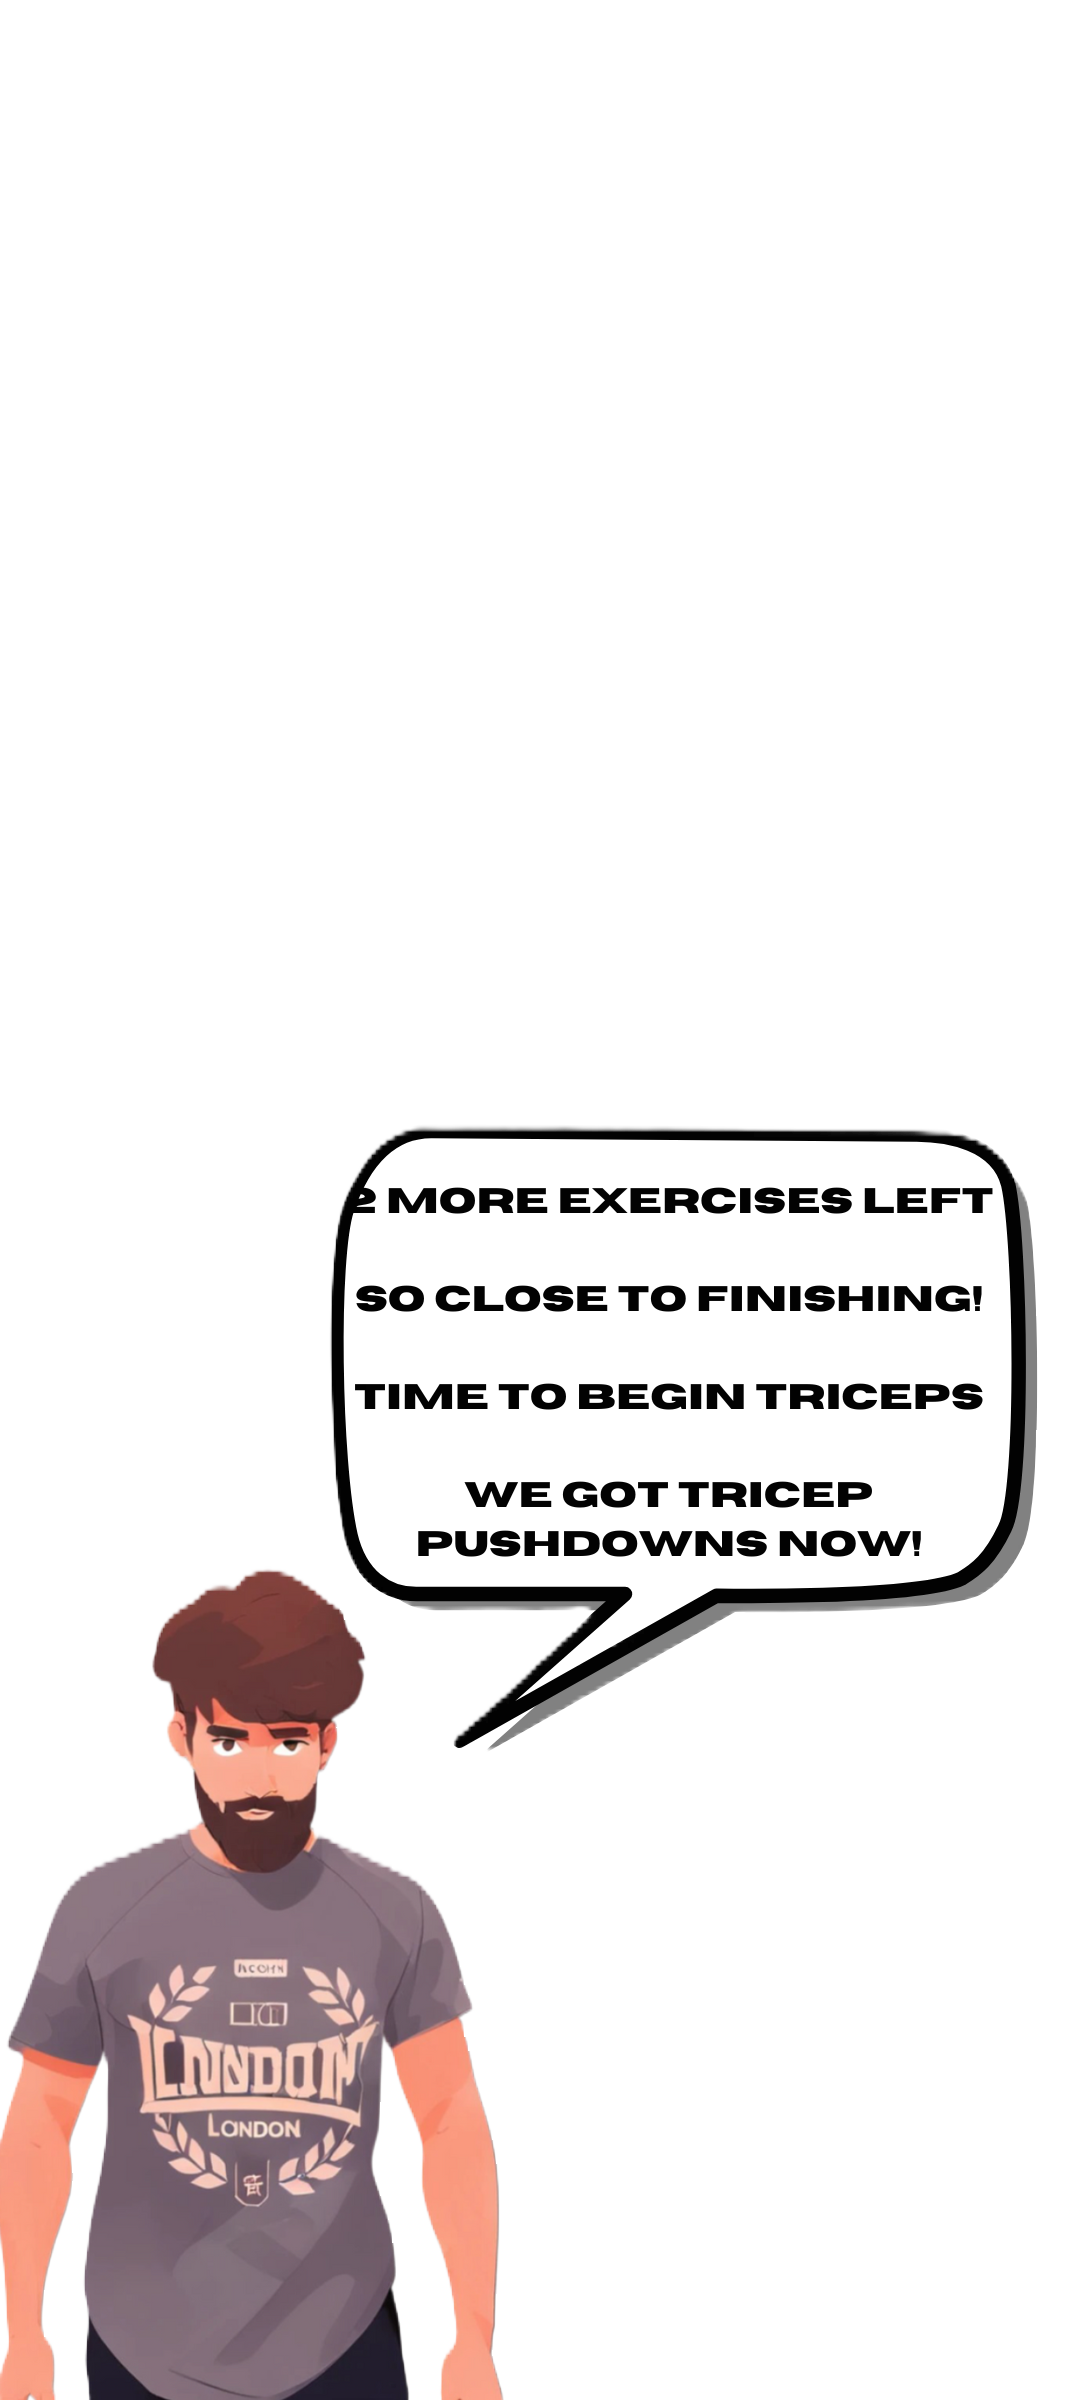 2 MORE EXERCISES LEFT
SO CLOSE TO FINISHING!
TIME TO BEGIN TRICEPS
WE GOT TRICEP
PUSHDOWNS NOW!
LONDON